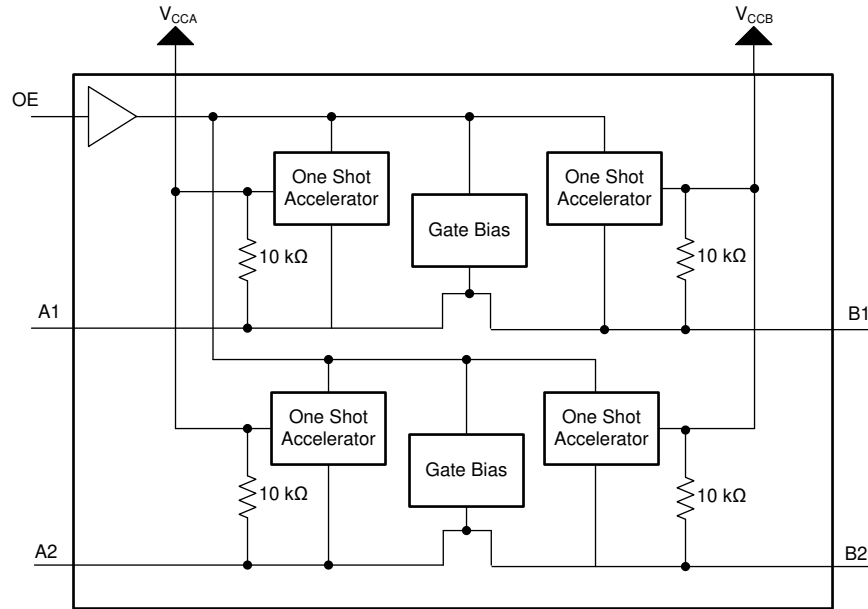 VCCA
VCCB
OE
One Shot
Accelerator
One Shot
Accelerator
Gate Bias
10 kΩ
10 kΩ
A1
B1
One Shot
Accelerator
One Shot
Accelerator
Gate Bias
10 kΩ
10 kΩ
A2
B2